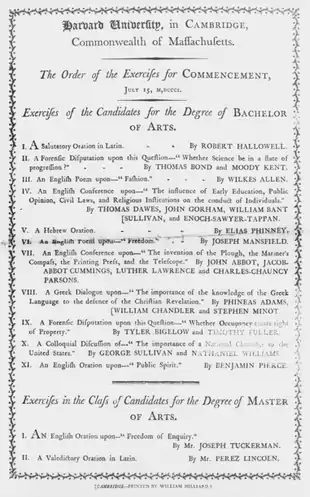 Harvard University, in CAMBRIDGE,
Commonwealth of Maſſachuſetts.
The Order of the Exerciſes for COMMENCEMENT,
JULY 15, M,DCCCI.
Exerciſes of the Candidates for the Degree of BACHELOR
OF ARTS.
I. A Salutatory Oration in Latin. - - By ROBERT HALLOWELL.
II. A Forenſic Diſputation upon this Queſtion—"Whether Science be in a ſtate of
progreſſion?" - - By THOMAS BOND and MOODY KENT.
III. An Engliſh Poem upon—"Faſhion." - - By WILKES ALLEN.
IV. An Engliſh Conference upon—"The influence of Early Education, Public
Opinion, Civil Laws, and Religious Inſtitutions on the conduct of Individuals."
By THOMAS DAWES, JOHN GORHAM, WILLIAM BANT
[SULLIVAN, and ENOCH-SAWYER-TAPPAN.
V. A Hebrew Oration. - - - By ELIAS PHINNEY.
VI. An Engliſh Poem upon—"Freedom." - - By JOSEPH MANSFIELD.
VII. An Engliſh Conference upon—"The invention of the Plough, the Mariner's
Compaſs, the Printing Preſs, and the Teleſcope." By JOHN ABBOT, JACOB-
ABBOT CUMMINGS, LUTHER LAWRENCE and CHARLES-CHAUNCY
PARSONS.
VIII. A Greek Dialogue upon—"The importance of the knowledge of the Greek
Language to the defence of the Chriſtian Revelation." By PHINEAS ADAMS,
[WILLIAM CHANDLER and STEPHEN MINOT
IX. A Forenſic Diſputation upon this Queſtion—"Whether Occupancy create right
of Property." By TYLER BIGELOW and TIMOTHY FULLER.
X. A Colloquial Diſcuſſion of—"The importance of a National Character to the
United States." By GEORGE SULLIVAN and NATHANIEL WILLIAMS.
XI. An Engliſh Oration upon—"Public Spirit." By BENJAMIN PIERCE.
Exerciſes in the Claſs of Candidates for the Degree of MASTER
OF ARTS.
I. AN Engliſh Oration upon—"Freedom of Enquiry."
By Mr. JOSEPH TUCKERMAN.
II. A Valedictory Oration in Latin. By Mr. PEREZ LINCOLN.
[CAMBRIDGE—PRINTED BY WILLIAM HILLIARD.]